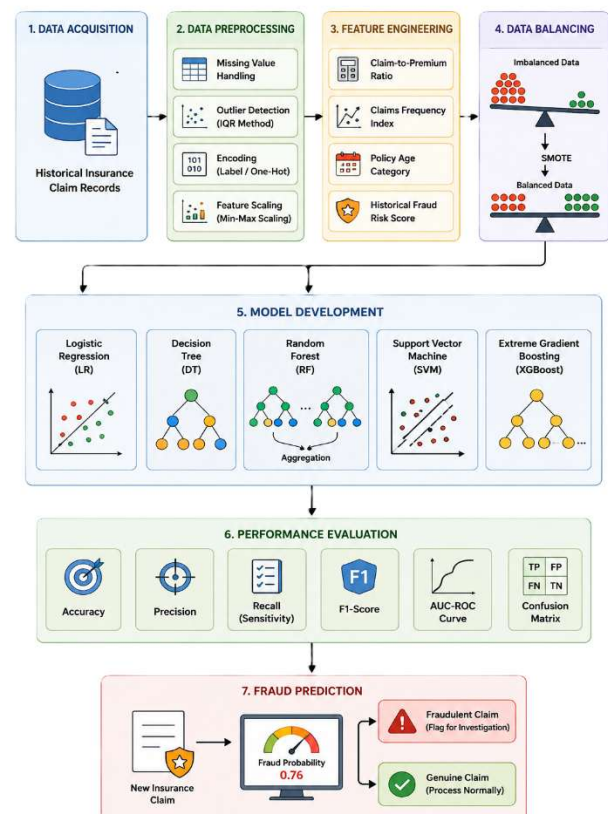 1. DATA ACQUISITION
Historical Insurance
Claim Records
2. DATA PREPROCESSING
Missing Value
Handling
Outlier Detection
(IQR Method)
101
010
Encoding
(Label / One-Hot)
Feature Scaling
(Min-Max Scaling)
3. FEATURE ENGINEERING
Claim-to-Premium
Ratio
Claims Frequency
Index
Policy Age
Category
Historical Fraud
Risk Score
4. DATA BALANCING
Imbalanced Data
SMOTE
Balanced Data
5. MODEL DEVELOPMENT
Logistic
Regression
(LR)
Decision
Tree
(DT)
Random
Forest
(RF)
...
Aggregation
Support Vector
Machine
(SVM)
Extreme Gradient
Boosting
(XGBoost)
...
6. PERFORMANCE EVALUATION
Accuracy
Precision
Recall
(Sensitivity)
F1
F1-Score
AUC-ROC
Curve
TP FP
FN TN
Confusion
Matrix
7. FRAUD PREDICTION
New Insurance
Claim
Fraud Probability
0.76
Fraudulent Claim
(Flag for Investigation)
Genuine Claim
(Process Normally)